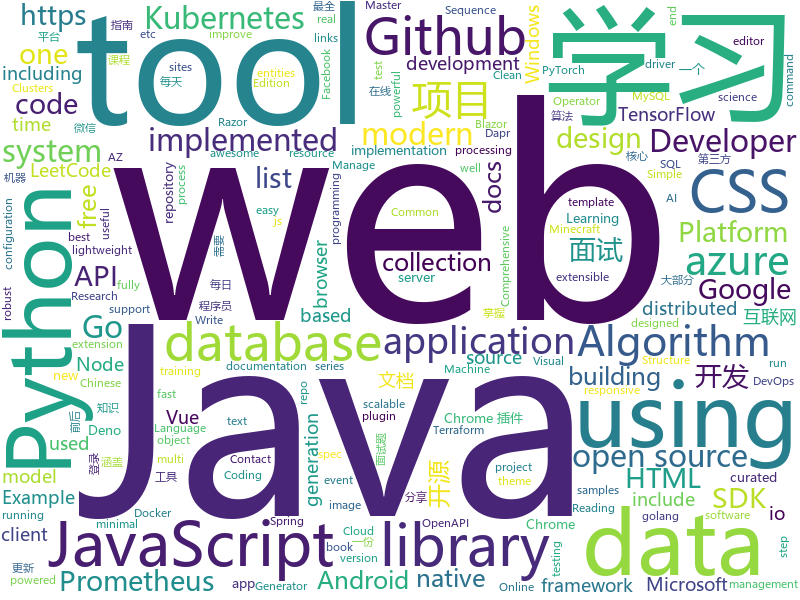 https
Kubernetes
Github
学习
tool
one
including
code
time
项目
development
Windows
editor
PyTorch
driver
一个
science
command
Operator
MySQL
TensorFlow
算法
system
implemented
modern
design
Developer
LeetCode
list
docs
CSS
free
repository
web
API
collection
Platform
azure
Google
面试
Python
Go
browser
based
server
database
application
source
Algorithm
distributed
互联网
building
开发
Node
Vue
文档
Chrome 插件
Java
using
Deno
generation
open source
model
Example
HTML
SDK
include
io
client
JavaScript
library
开源
data
Prometheus
Android
native
framework
Microsoft
management
Master
Sequence
etc
improve
real
links
最全
end
指南
平台
课程
每天
sites
entities
Facebook
test
在线
powerful
Clusters
微信
Edition
Clean
Razor
Blazor
Dapr
implementation
processing
核心
SQL
第三方
Simple
AI
AZ
机器
awesome
resource
process
Manage
well
easy
js
template
Learning
Minecraft
Common
Comprehensive
extensible
大部分
configuration
useful
best
lightweight
需要
每日
程序员
programming
掌握
robust
fully
Research
support
Write
designed
Structure
run
extension
new
documentation
series
Machine
Visual
responsive
DevOps
training
Chinese
repo
scalable
plugin
Terraform
fast
text
知识
前后
Language
object
面试题
登录
涵盖
multi
event
Contact
spec
工具
Coding
分享
curated
image
project
theme
samples
Reading
golang
software
running
Docker
minimal
Spring
Cloud
一份
OpenAPI
Chrome
book
version
Online
testing
step
更新
powered
app
Generator